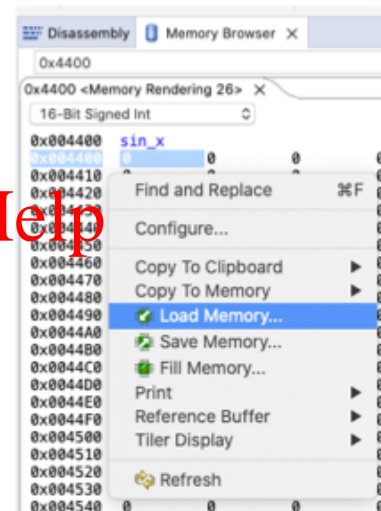 Disassembly Memory Browser
0x4400
0x4400 <Memory Rendering 26>
16-Bit Signed Int
0x004400 sin_x
0x004400 0 0 0
0x004410
0x004420 Find and Replace ⌘F
0x004430
Help
0x004440 Configure...
0x004450
0x004460 Copy To Clipboard
0x004470
0x004480 Copy To Memory
0x004490 Load Memory...
0x0044A0
0x0044B0 Save Memory...
0x0044C0 Fill Memory...
0x0044D0 Print
0x0044E0
0x0044F0 Reference Buffer
0x004500 Tiler Display
0x004510
0x004520 Refresh
0x004530
0x004540 0 0 0